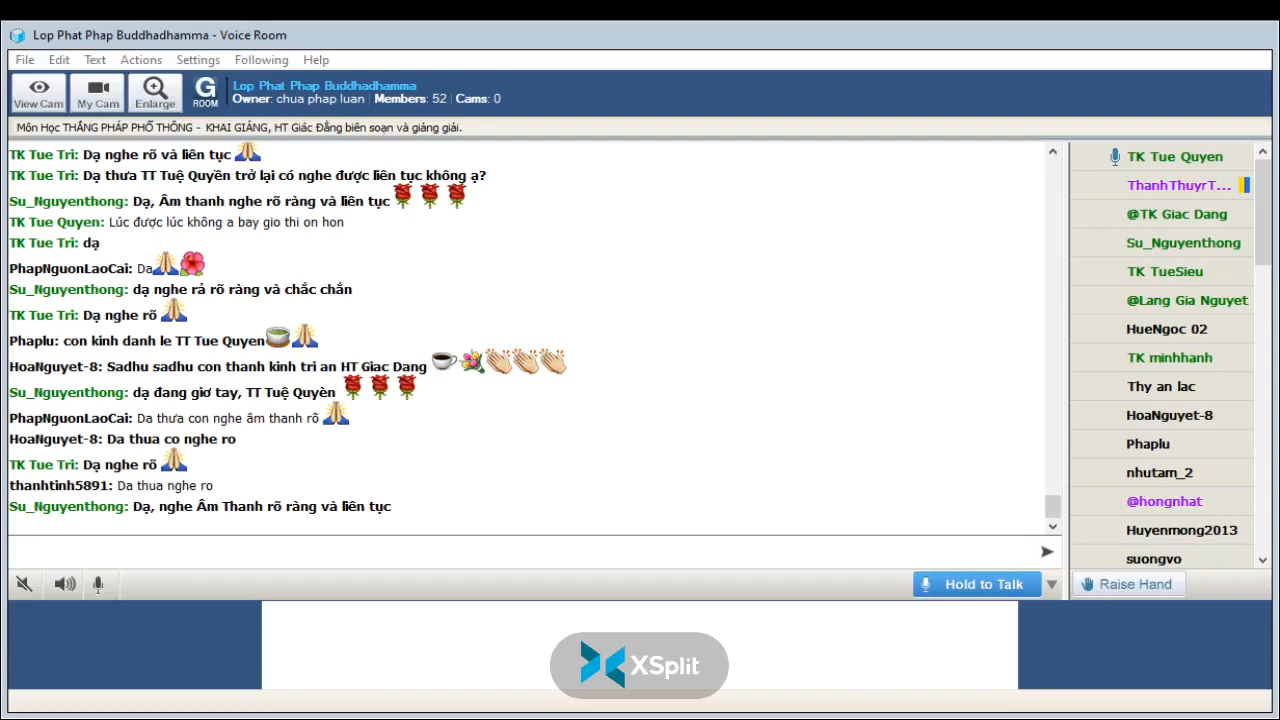 Lop Phat Phap Buddhadhamma - Voice Room
File Edit Text Actions Settings Following Help
View Cam My Cam Enlarge G ROOM
Lop Phat Phap Buddhadhamma
Owner: chua phap luan | Members: 52 | Cams: 0
Môn Học THẮNG PHÁP PHỔ THÔNG - KHAI GIẢNG, HT Giác Đẳng biên soạn và giảng giải.
TK Tue Tri: Dạ nghe rõ và liên tục
TK Tue Tri: Dạ thưa TT Tuệ Quyền trở lại có nghe được liên tục không ạ?
Su_Nguyenthong: Dạ, Âm thanh nghe rõ ràng và liên tục
TK Tue Quyen: Lúc được lúc không a bay gio thi on hon
TK Tue Tri: dạ
PhapNguonLaoCai: Da
Su_Nguyenthong: dạ nghe rả rõ ràng và chắc chắn
TK Tue Tri: Dạ nghe rõ
Phaplu: con kinh danh le TT Tue Quyen
HoaNguyet-8: Sadhu sadhu con thanh kinh tri an HT Giac Dang
Su_Nguyenthong: dạ đang giơ tay, TT Tuệ Quyèn
PhapNguonLaoCai: Da thưa con nghe âm thanh rõ
HoaNguyet-8: Da thua co nghe ro
TK Tue Tri: Dạ nghe rõ
thanhtinh5891: Da thua nghe ro
Su_Nguyenthong: Dạ, nghe Âm Thanh rõ ràng và liên tục
TK Tue Quyen
ThanhThuyrT...
@TK Giac Dang
Su_Nguyenthong
TK TueSieu
@Lang Gia Nguyet
HueNgoc 02
TK minhhanh
Thy an lac
HoaNguyet-8
Phaplu
nhutam_2
@hongnhat
Huyenmong2013
suongvo
Hold to Talk
Raise Hand
XSplit